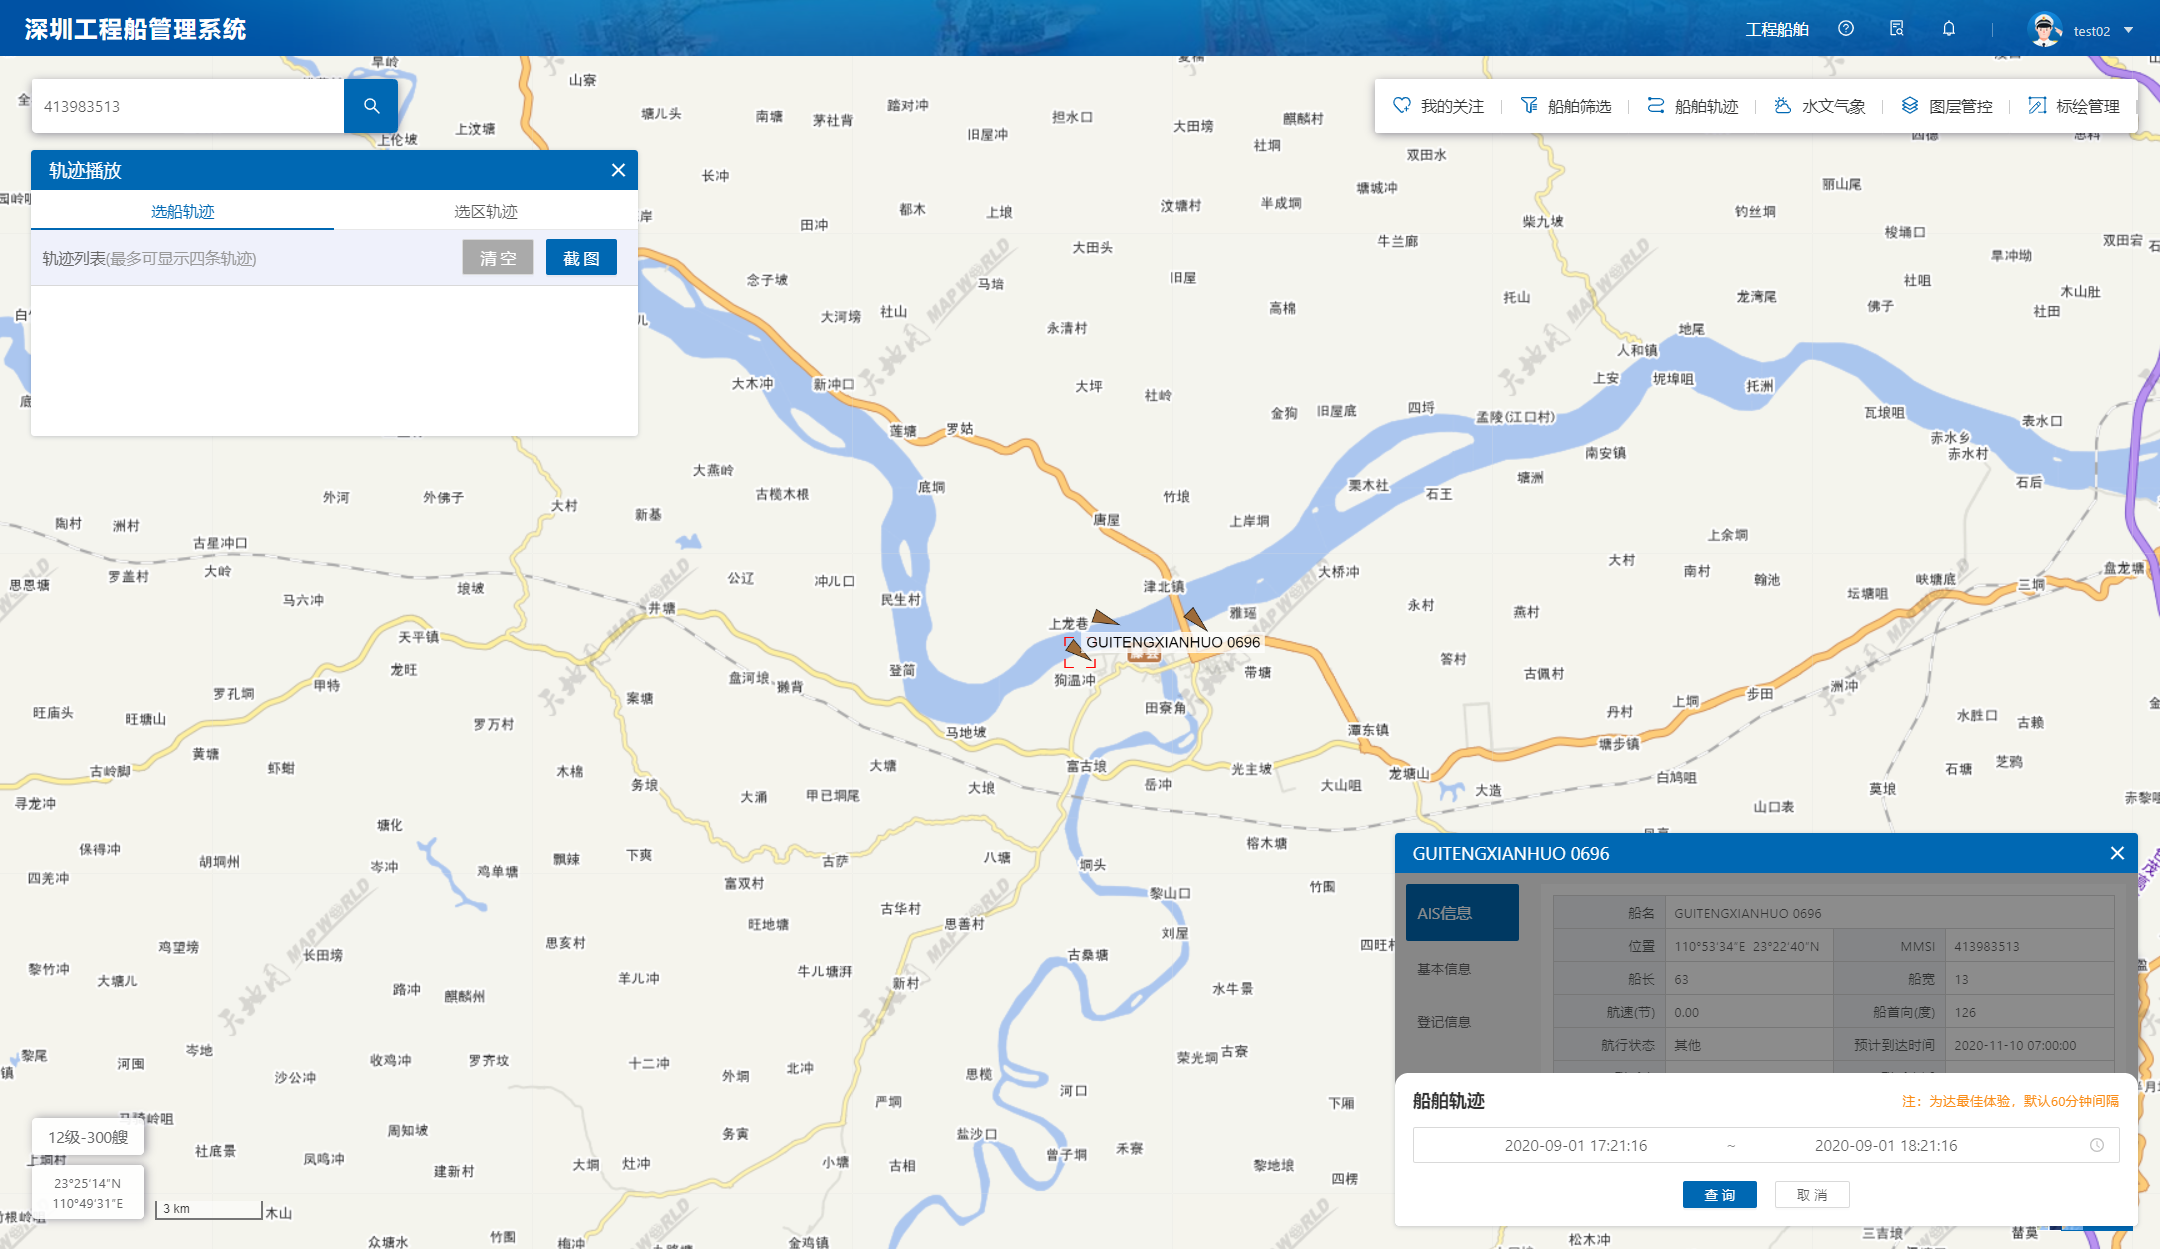 深圳工程船管理系统
工程船舶
test02
413983513
我的关注
船舶筛选
船舶轨迹
水文气象
图层管控
标绘管理
轨迹播放
选船轨迹
选区轨迹
轨迹列表(最多可显示四条轨迹)
清空
截图
旱岭
山寮
塘儿头
南塘
茅社背
踏对冲
旧屋冲
担水口
大田塝
麒麟村
社垌
双田水
上汶塘
上伦坡
长冲
塘城冲
丽山尾
田冲
都木
上埌
汶塘村
半成垌
柴九坡
钓丝垌
梭埇口
双田宕
大田头
牛兰廊
旱冲坳
念子坡
马培
旧屋
社咀
托山
龙湾尾
佛子
木山肚
社田
大河塝
社山
永清村
高棉
地尾
人和镇
大木冲
新冲口
大坪
社岭
上安
坭埠咀
托洲
金狗
旧屋底
四埒
孟陵(江口村)
瓦埌咀
表水口
莲塘
罗姑
赤水乡
赤水村
南安镇
大燕岭
底垌
古榄木根
竹埌
栗木社
石王
塘洲
石后
外河
外佛子
大村
新基
唐屋
上岸垌
陶村
洲村
古星冲口
上余垌
思恩塘
罗盖村
大岭
埌坡
公辽
冲儿口
津北镇
大桥冲
大村
南村
翰池
映塘底
三垌
盘龙塘
马六冲
井塘
民生村
上龙巷
雅瑶
永村
燕村
坛塘咀
天平镇
GUITENGXIANHUO 0696
龙旺
登简
狗温冲
带塘
答村
古佩村
甲特
罗孔垌
案塘
盘河埌
獭背
田寮角
洲冲
步田
上垌
丹村
旺庙头
旺塘山
罗万村
马地坡
潭东镇
塘步镇
水胜口
古赖
黄塘
古岭脚
虾蚶
木棉
务埌
大塘
富古埌
光主坡
龙塘山
白鸠咀
石塘
芝鸦
寻龙冲
大涌
甲已垌尾
大埌
岳冲
大山咀
大造
山口表
莫埌
塘化
保得冲
胡垌州
岑冲
鸡单塘
飘辣
下爽
古萨
八塘
垌头
榕木塘
四羌冲
富双村
黎山口
竹围
古华村
思善村
旺地塘
刘屋
鸡望塝
长田塝
思亥村
古桑塘
黎竹冲
大塘儿
羊儿冲
牛儿塘湃
新村
路冲
麒麟州
水牛景
黎尾
河闯
岑地
收鸡冲
罗齐坟
十二冲
外垌
北冲
思榄
荣光垌
古寮
沙公冲
河口
严垌
下厢
周知坡
务寅
盐沙口
社底景
凤鸣冲
建新村
大垌
灶冲
小塘
古相
曾子垌
禾寮
黎地埌
四楞
木山
众塘水
竹围
梅冲
金鸡镇
松木冲
三吉埌
替莫
12级-300艘
23°25′14″N
110°49′31″E
3 km
GUITENGXIANHUO 0696
AIS信息
基本信息
登记信息
船名 GUITENGXIANHUO 0696
位置 110°53′34″E 23°22′40″N MMSI 413983513
船长 63 船宽 13
航速(节) 0.00 船首向(度) 126
航行状态 其他 预计到达时间 2020-11-10 07:00:00
船舶轨迹
注：为达最佳体验，默认60分钟间隔
2020-09-01 17:21:16 ~ 2020-09-01 18:21:16
查询
取消